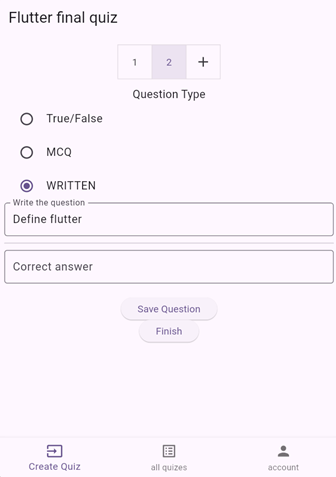 Flutter final quiz
1 2 +
Question Type
True/False
MCQ
WRITTEN
Write the question
Define flutter
Correct answer
Save Question
Finish
Create Quiz all quizes account